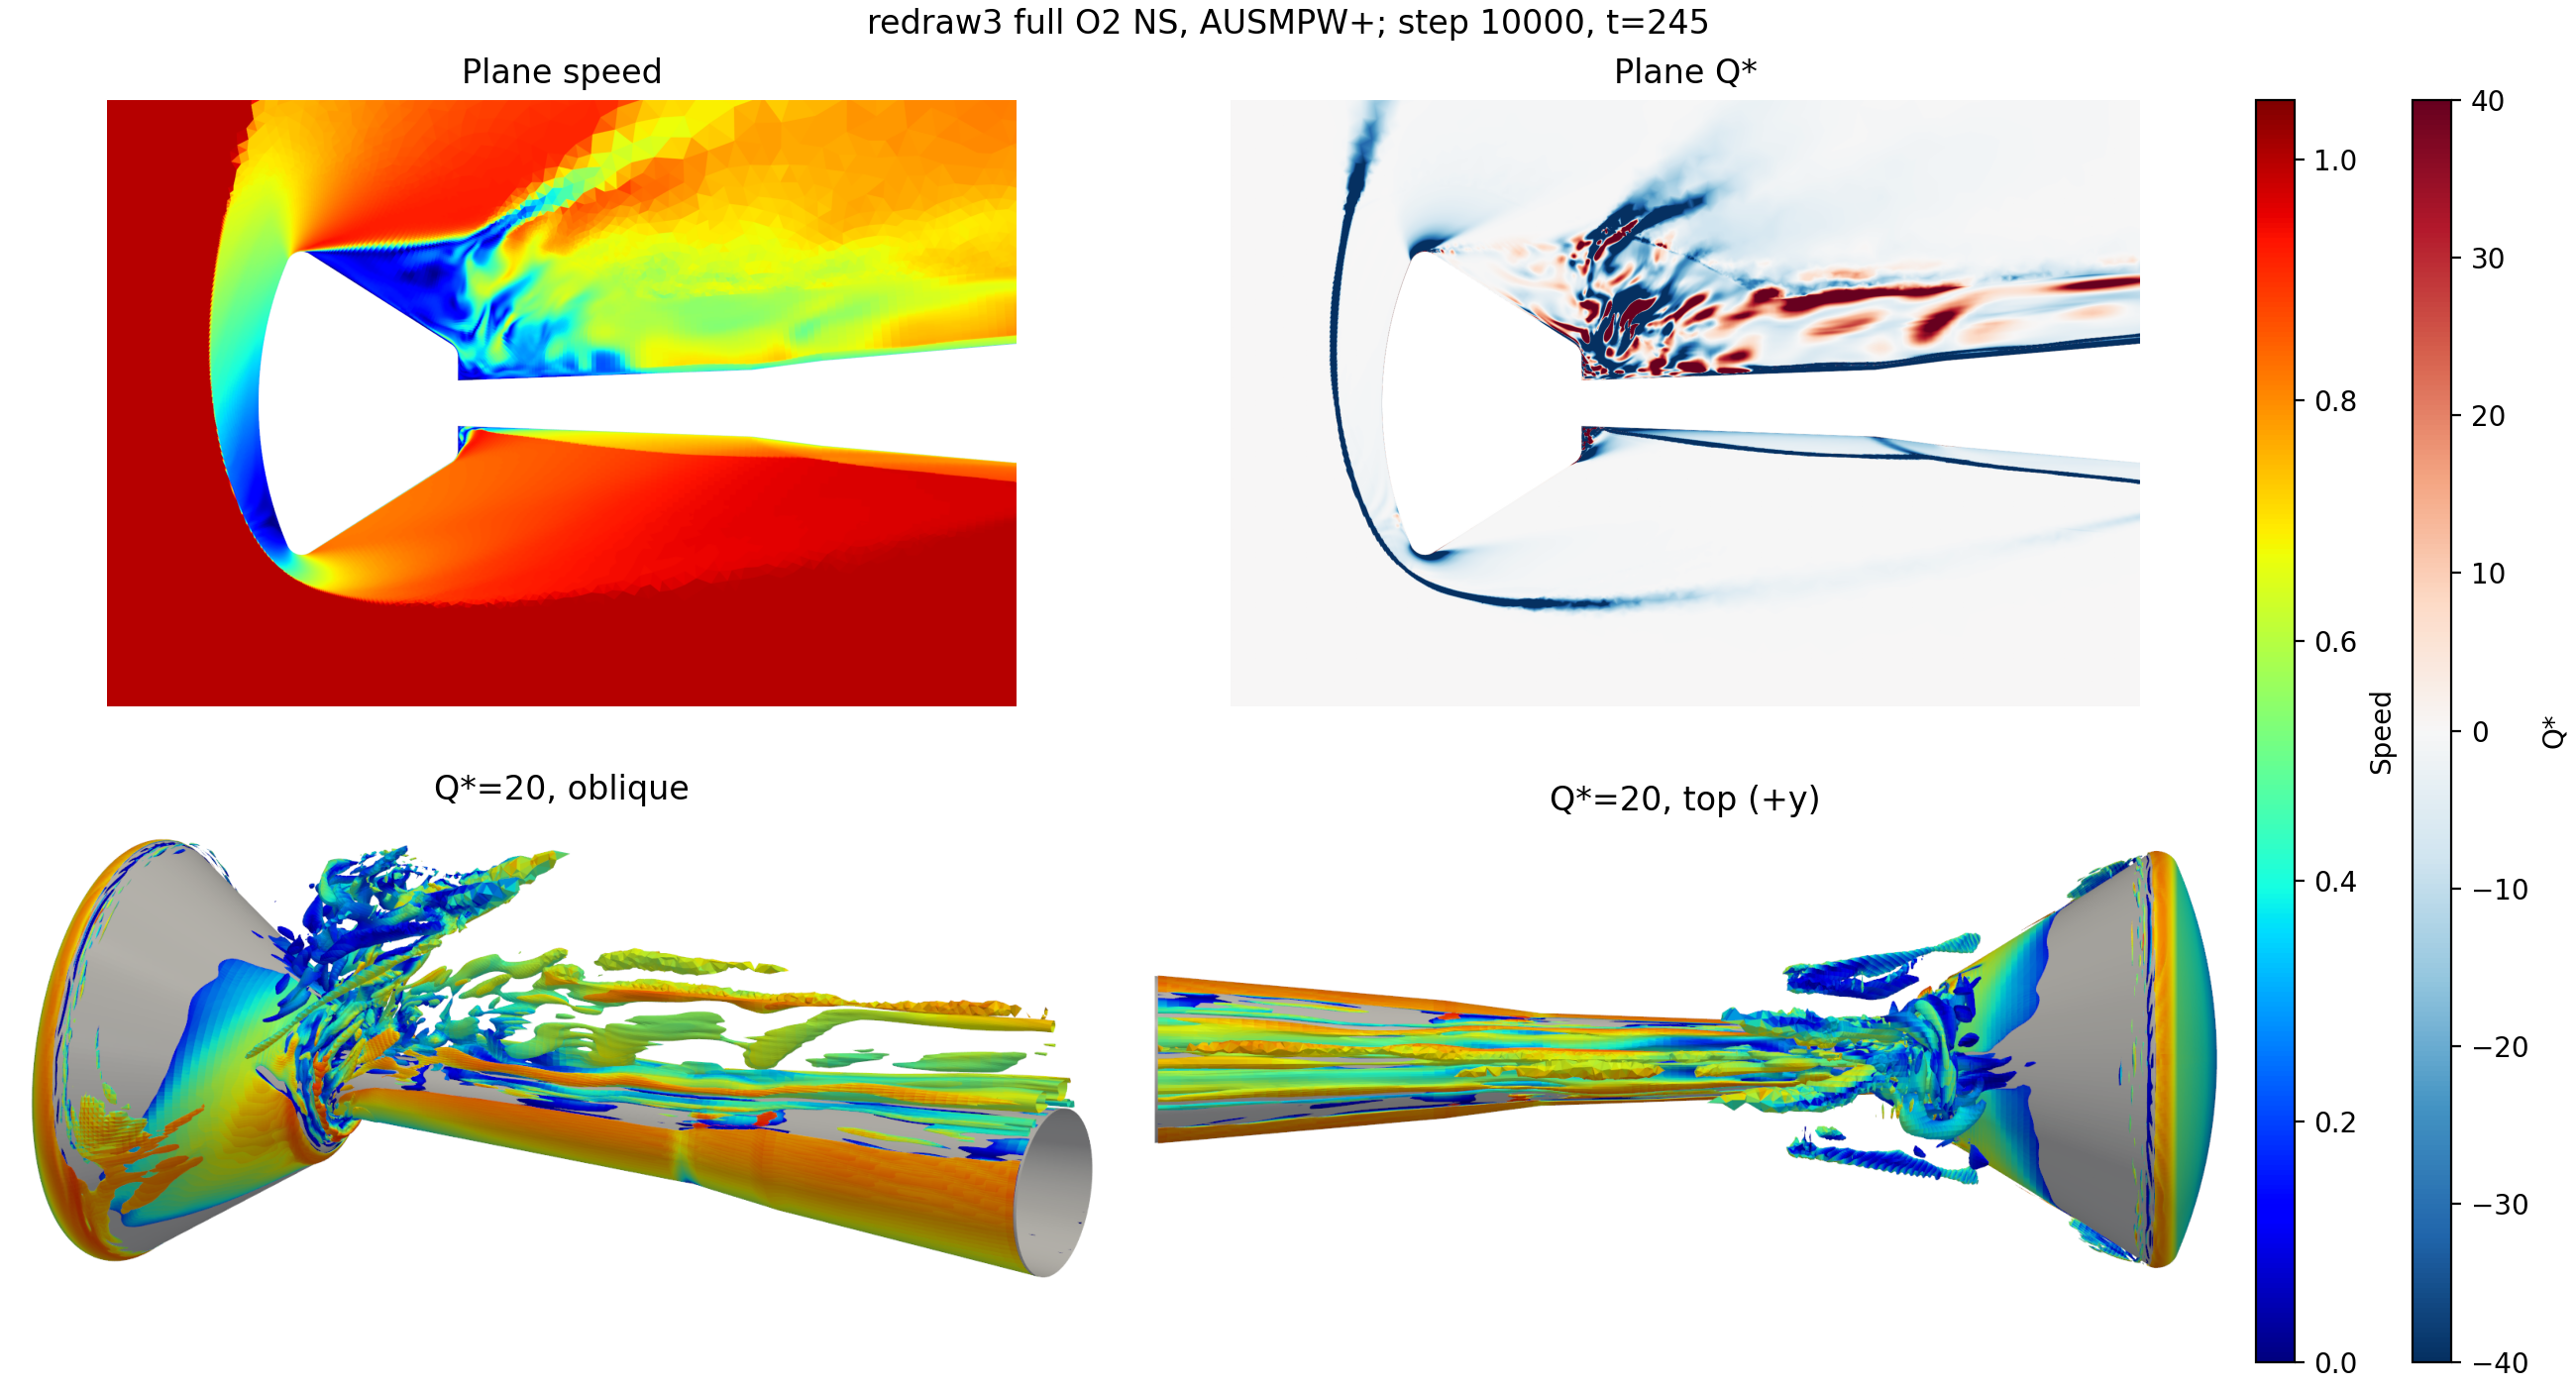 redraw3 full O2 NS, AUSMPW+; step 10000, t=245
Plane speed
Plane Q*
Q*=20, oblique
Q*=20, top (+y)
1.0
0.8
0.6
0.4
0.2
0.0
Speed
40
30
20
10
0
−10
−20
−30
−40
Q*